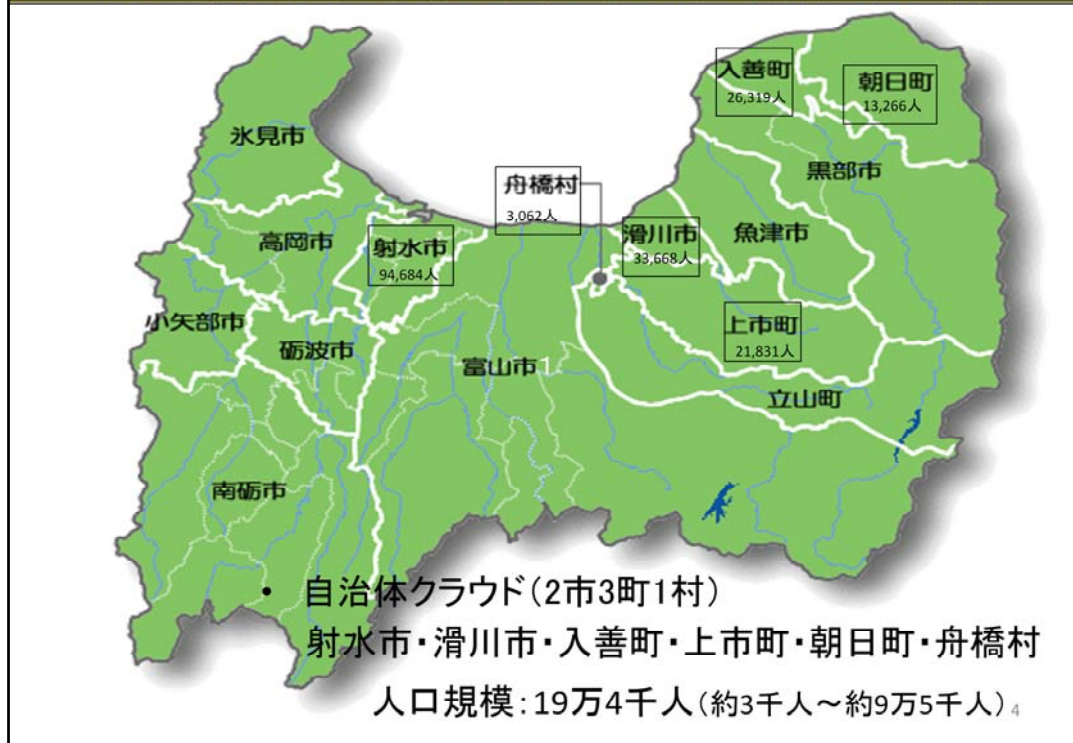 入善町
26,319人
朝日町
13,266人
氷見市
黒部市
舟橋村
3,062人
高岡市
射水市
94,684人
滑川市
33,668人
魚津市
小矢部市
砺波市
富山市
1
上市町
21,831人
立山町
南砺市
• 自治体クラウド(2市3町1村)
射水市・滑川市・入善町・上市町・朝日町・舟橋村
人口規模:19万4千人(約3千人～約9万5千人)
4